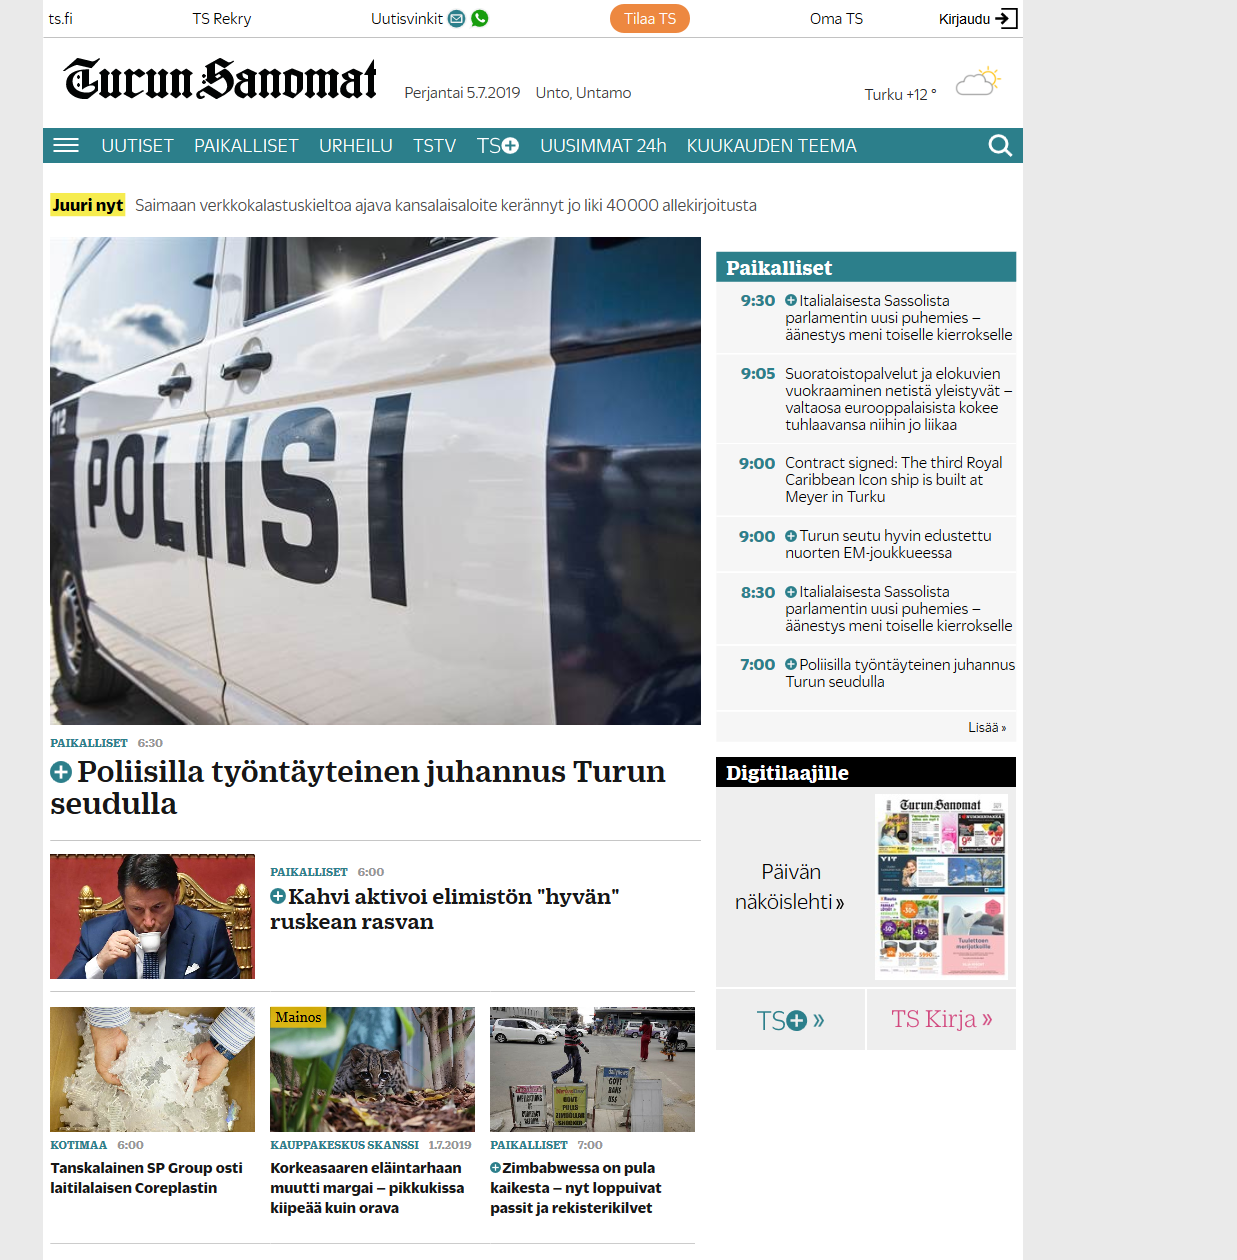 ts.fi
TS Rekry
Uutisvinkit
Tilaa TS
Oma TS
Kirjaudu
Turun Sanomat
Perjantai 5.7.2019 Unto, Untamo
Turku +12 °
UUTISET PAIKALLISET URHEILU TSTV TS+ UUSIMMAT 24h KUUKAUDEN TEEMA
Juuri nyt Saimaan verkkokalastuskieltoa ajava kansalaisaloite kerännyt jo liki 40 000 allekirjoitusta
112
POLIISI
PAIKALLISET 6:30
Poliisilla työntäyteinen juhannus Turun
seudulla
PAIKALLISET 6:00
Kahvi aktivoi elimistön "hyvän"
ruskean rasvan
KOTIMAA 6:00
Tanskalainen SP Group osti
laitilalaisen Coreplastin
Mainos
KAUPPAKESKUS SKANSSI 1.7.2019
Korkeasaaren eläintarhaan
muutti margai – pikkukissa
kiipeää kuin orava
PAIKALLISET 7:00
Zimbabwessa on pula
kaikesta – nyt loppuivat
passit ja rekisterikilvet
Paikalliset
9:30 Italialaisesta Sassolista
parlamentin uusi puhemies –
äänestys meni toiselle kierrokselle
9:05 Suoratoistopalvelut ja elokuvien
vuokraaminen netistä yleistyvät –
valtaosa eurooppalaisista kokee
tuhlaavansa niihin jo liikaa
9:00 Contract signed: The third Royal
Caribbean Icon ship is built at
Meyer in Turku
9:00 Turun seutu hyvin edustettu
nuorten EM-joukkueessa
8:30 Italialaisesta Sassolista
parlamentin uusi puhemies –
äänestys meni toiselle kierrokselle
7:00 Poliisilla työntäyteinen juhannus
Turun seudulla
Lisää »
Digitilaajille
Päivän
näköislehti »
Turun Sanomat
YIT
Tuulettaen
merijatkuilla
TS+ »
TS Kirja »